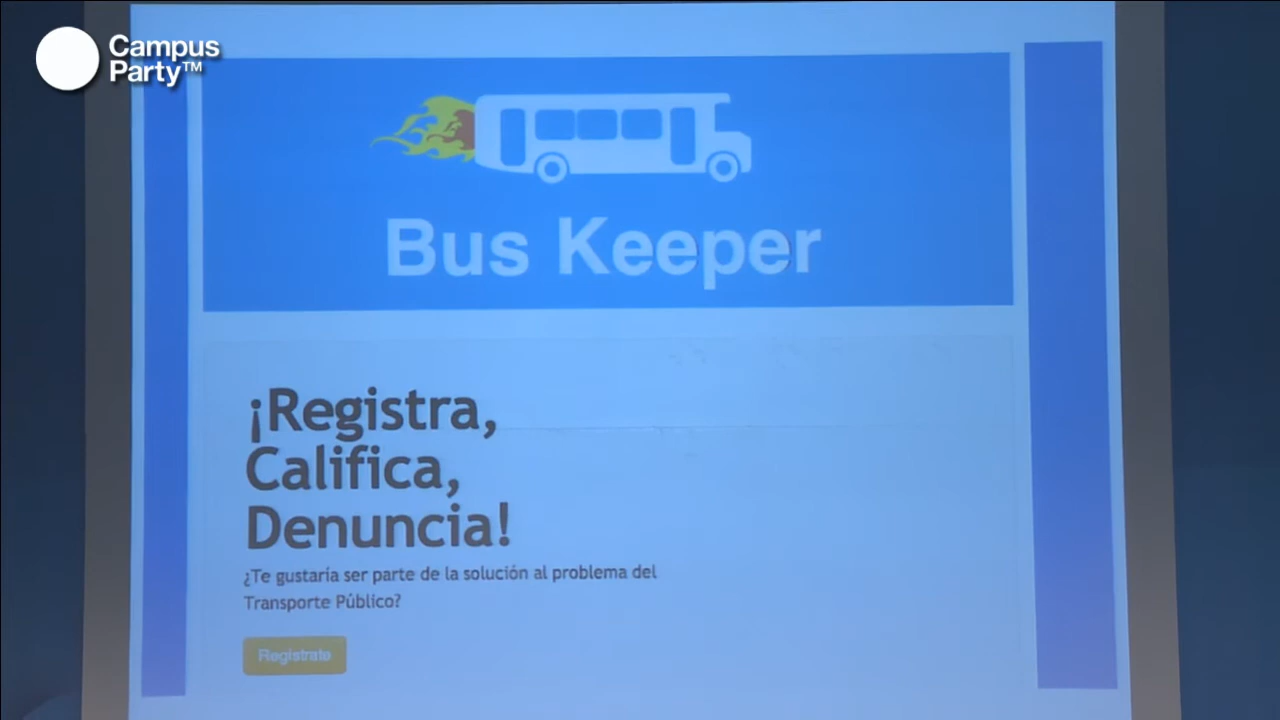 Campus
Party™
Bus Keeper
¡Registra,
Califica,
Denuncia!
¿Te gustaría ser parte de la solución al problema del
Transporte Público?
Registrate